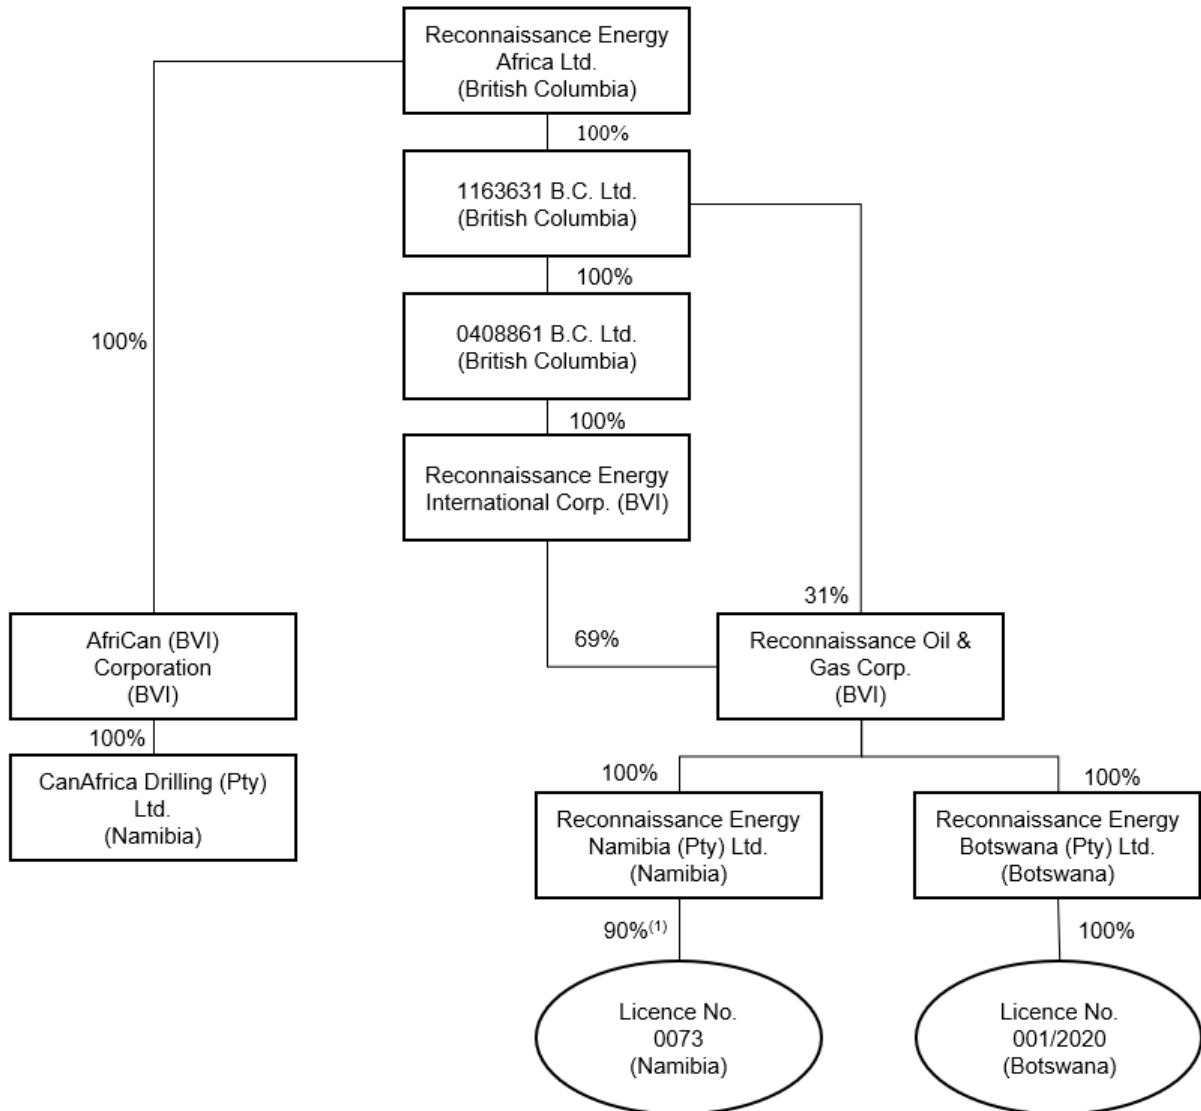 Reconnaissance Energy
Africa Ltd.
(British Columbia)
100%
1163631 B.C. Ltd.
(British Columbia)
100%
0408861 B.C. Ltd.
(British Columbia)
100%
100%
Reconnaissance Energy
International Corp. (BVI)
31%
69%
AfriCan (BVI)
Corporation
(BVI)
Reconnaissance Oil &
Gas Corp.
(BVI)
100%
CanAfrica Drilling (Pty)
Ltd.
(Namibia)
100%
100%
Reconnaissance Energy
Namibia (Pty) Ltd.
(Namibia)
Reconnaissance Energy
Botswana (Pty) Ltd.
(Botswana)
90%(1)
100%
Licence No.
0073
(Namibia)
Licence No.
001/2020
(Botswana)